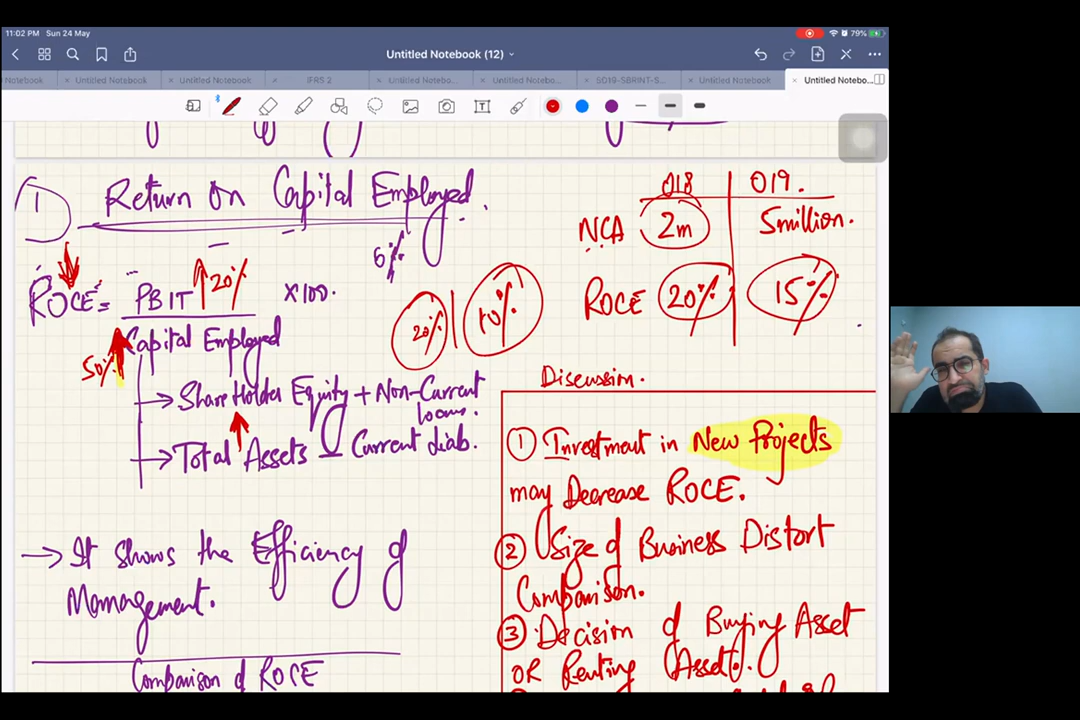 11:02 PM Sun 24 May
79%
Untitled Notebook (12)
Notebook
Untitled Notebook
Untitled Notebook
IFRS 2
Untitled Notebo...
Untitled Notebo...
SD19-SBRINT-S...
Untitled Notebook
Untitled Notebo...
1 Return On Capital Employed.
018 019.
NCA 2m 5million.
6%
ROCE = PBIT 20% X100.
Capital Employed
50%
20% 10%
ROCE 20% 15%
Share Holder Equity + Non-Current loans.
Total Assets - Current Liab.
It shows the Efficiency of
Management.
Comparison of ROCE
Discussion.
1 Investment in New Projects
may Decrease ROCE.
2 Size of Business Distort
Comparison.
3 Decision of Buying Asset
OR Renting Asset.